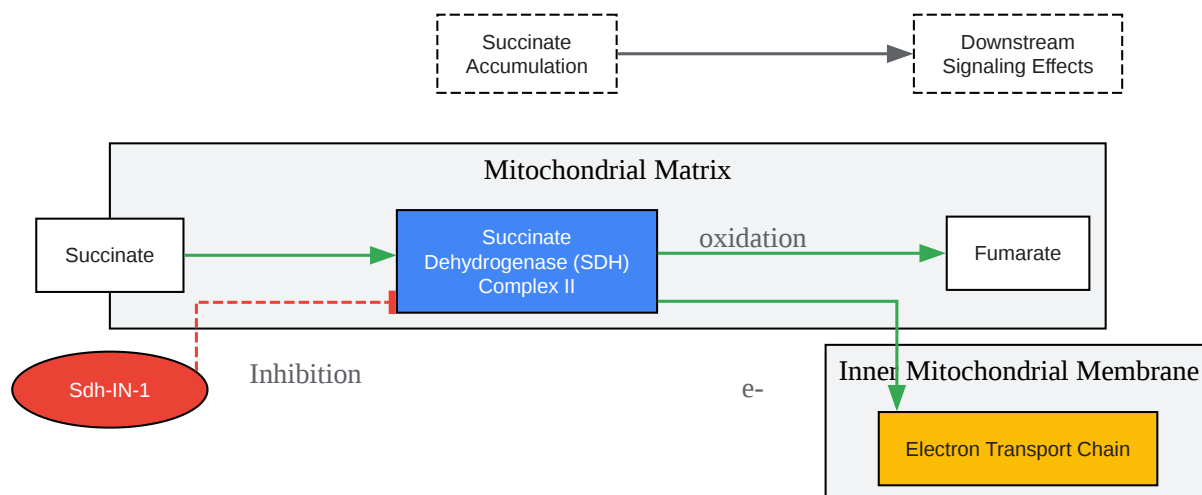 Succinate
Accumulation
Downstream
Signaling Effects
Mitochondrial Matrix
Succinate
Succinate
Dehydrogenase (SDH)
Complex II
oxidation
Fumarate
Sdh-IN-1
Inhibition
e-
Inner Mitochondrial Membrane
Electron Transport Chain